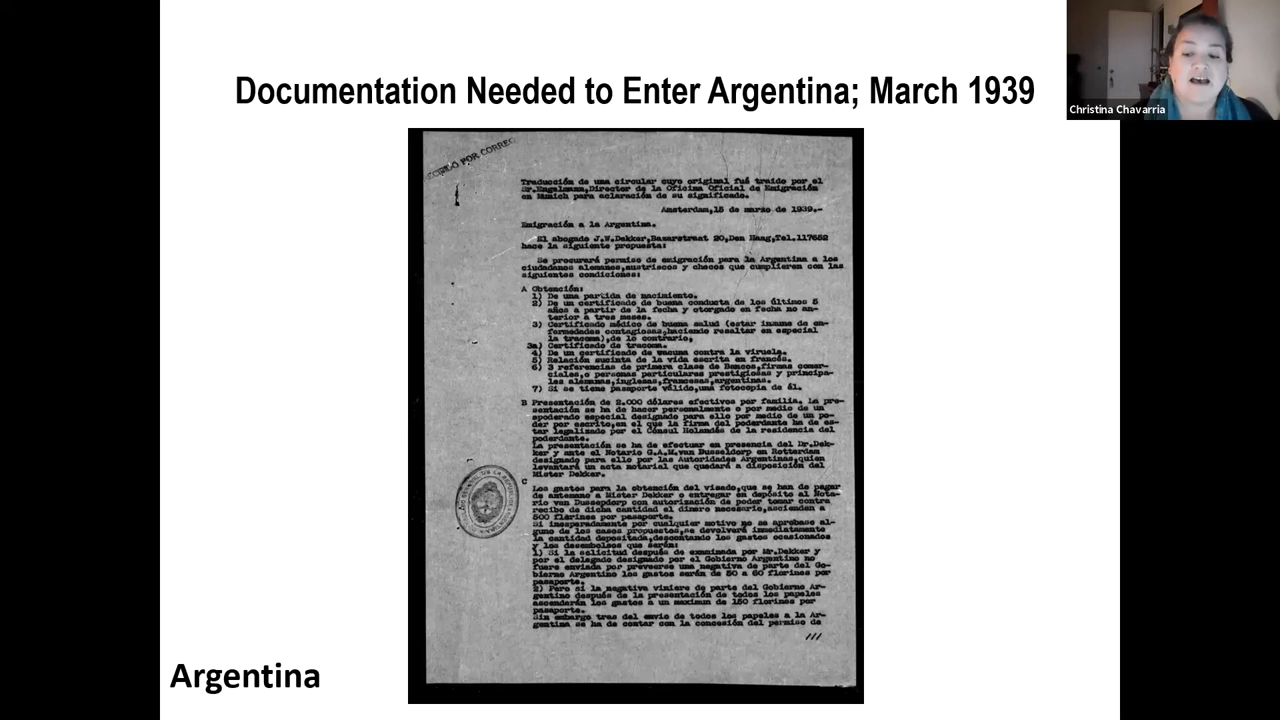 Documentation Needed to Enter Argentina; March 1939
Christina Chavarria
POR CORREO
Traducción de una circular cuyo original fué traido por el
Dr.Engelmann,Director de la Oficina Oficial de Emigración
en Munich para aclaración de su significado.
Amsterdam,15 de marzo de 1939.-
Emigración a la Argentina.
El abogado J.W.Dekker,Bazarstraat 20,Den Haag,Tel.117652
hace la siguiente propuesta:
Se procurará permiso de emigración para la Argentina a los
ciudadanos alemanes,austriacos y checos que cumplieren con las
siguientes condiciones:
A Obtención:
1) De una partida de nacimiento.
2) De un certificado de buena conducta de los últimos 5
años a partir de la fecha y otorgado en fecha no an-
terior a tres meses.
3) Certificado médico de buena salud (estar inmune de en-
fermedades contagiosas,haciendo resaltar en especial
la tracoma),de lo contrario,
3a) Certificado de tracoma.
4) De un certificado de vacuna contra la viruela.
5) Relación sucinta de la vida escrita en francés.
6) 3 referencias de primera clase de Bancos,firmas comer-
ciales,o personas particulares prestigiosas y principa-
les alemanas,inglesas,francesas,argentinas.
7) Si se tiene pasaporte válido,una fotocopia de él.
B Presentación de 2.000 dólares efectivos por familia. La pre-
sentación se ha de hacer personalmente o por medio de un
apoderado especial designado para ello por medio de un po-
der por escrito,en el que la firma del poderdante ha de es-
tar legalizado por el Cónsul Holandés de la residencia del
poderdante.
La presentación se ha de efectuar en presencia del Dr.Dek-
ker y ante el Notario G.A.M.van Dusseldorp en Rotterdam
designado para ello por las Autoridades Argentinas,quien
levantará un acta notarial que quedará a disposición del
Mister Dekker.
C
Los gastos para la obtención del visado,que se han de pagar
de antemano a Mister Dekker o entregar en depósito al Nota-
rio van Dussepdorp con autorización de poder tomar contra
recibo de dicha cantidad el dinero necesario,ascienden a
500 florines por pasaporte.
Si inesperadamente por cualquier motivo no se aprobase al-
guno de los casos propuestos,se devolverá inmediatamente
la cantidad depositada,descontando los gastos ocasionados
y los desembolsos que serán:
1) Si la solicitud después de examinada por Mr.Dekker y
por el delegado designado por el Gobierno Argentino no
fuere enviada por preverse una negativa de parte del Go-
bierno Argentino los gastos serán de 50 a 60 florines por
pasaporte.
2) Pero si la negativa viniere de parte del Gobierno Ar-
gentino después de la presentación de todos los papeles
ascenderán los gastos a un maximum de 150 florines por
pasaporte.
Sin embargo tras del envio de todos los papeles a la Ar-
gentina se ha de contar con la concesión del permiso de
///
Argentina